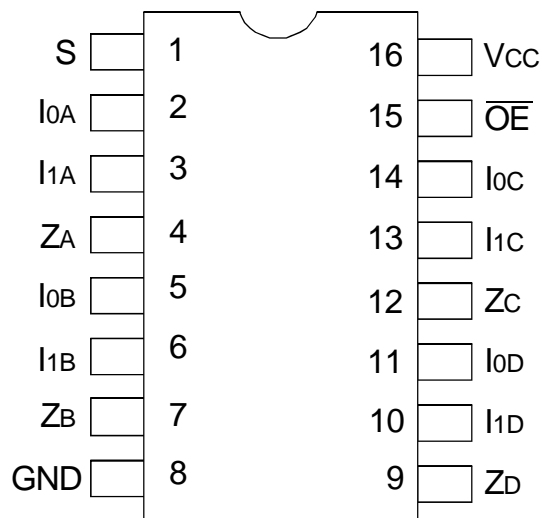 S 1 16 VCC
I0A 2 15 O̅E̅
I1A 3 14 I0C
ZA 4 13 I1C
I0B 5 12 ZC
I1B 6 11 I0D
ZB 7 10 I1D
GND 8 9 ZD